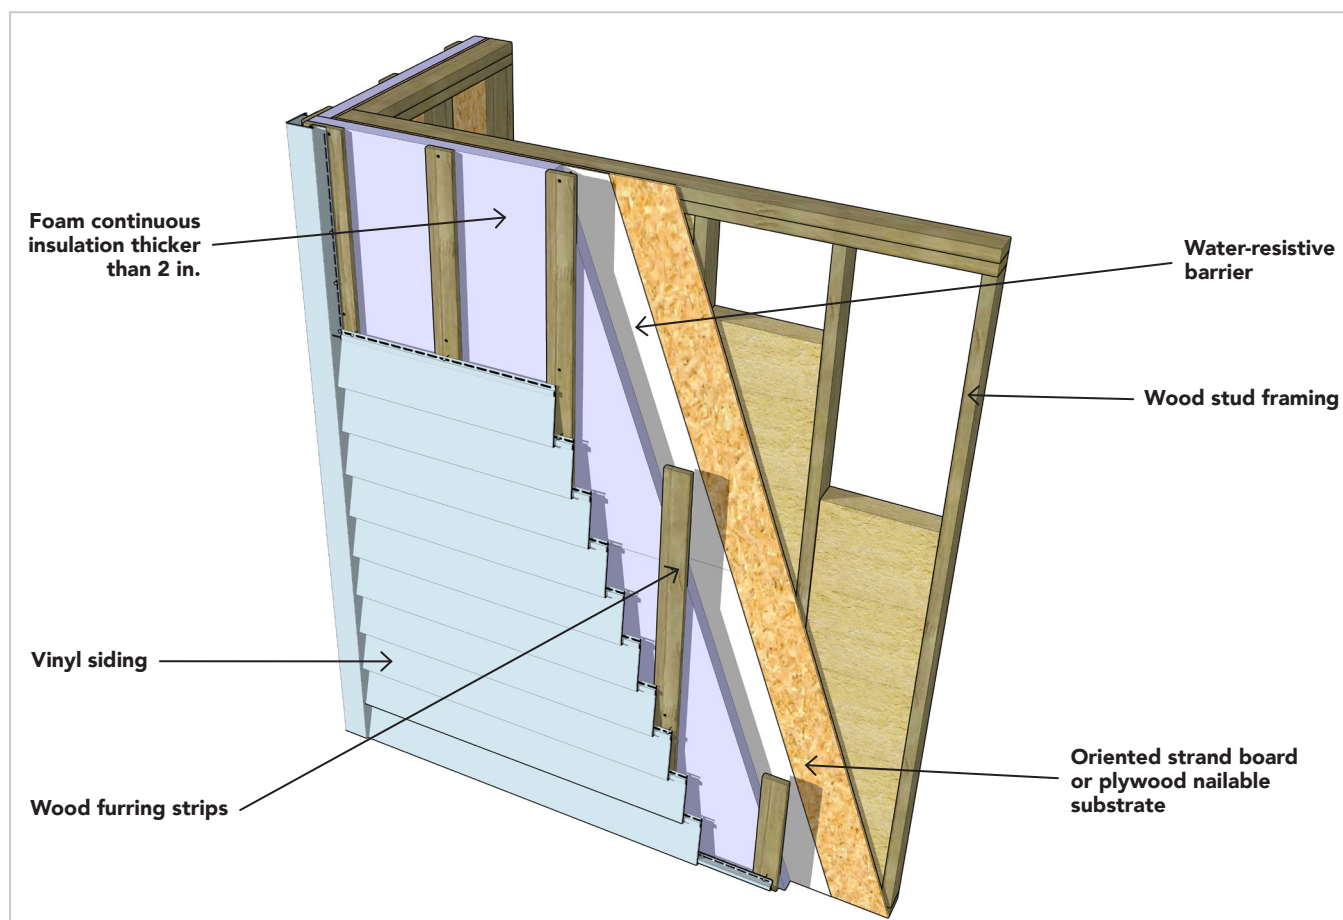 Foam continuous
insulation thicker
than 2 in.
Water-resistive
barrier
Wood stud framing
Vinyl siding
Oriented strand board
or plywood nailable
substrate
Wood furring strips